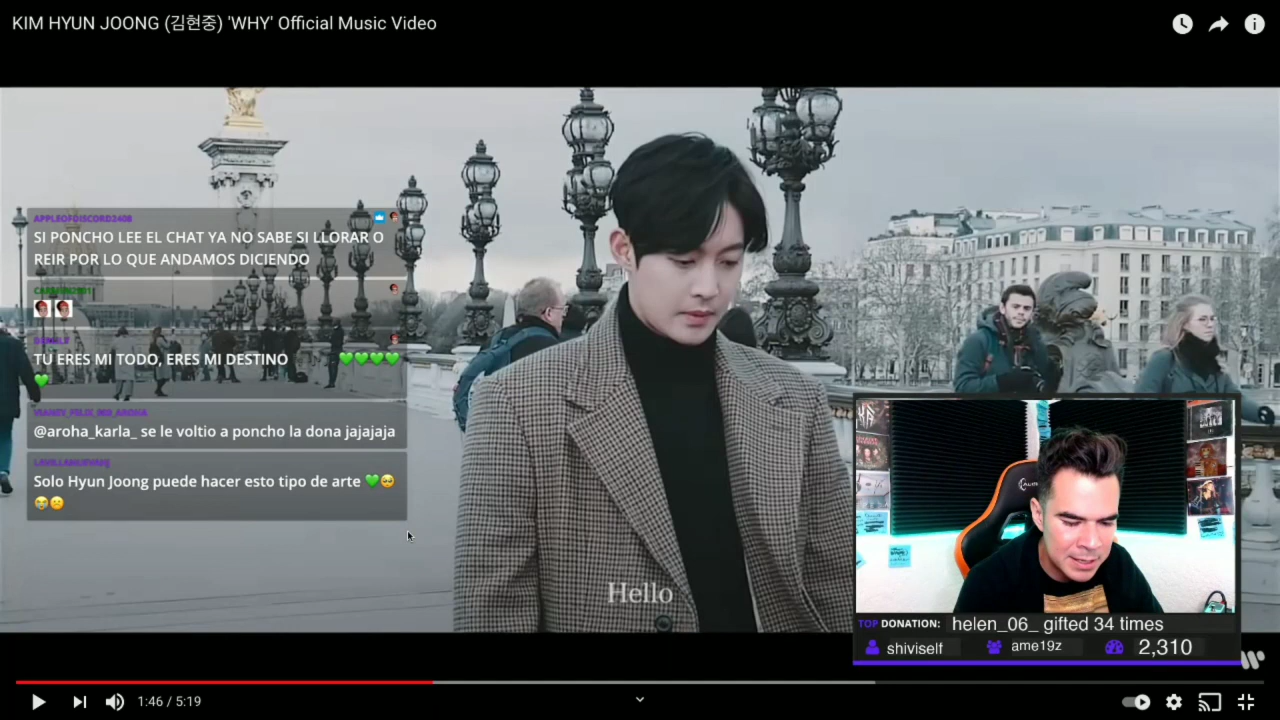 KIM HYUN JOONG (김현중) 'WHY' Official Music Video
APPLEOFDISCORD2408
SI PONCHO LEE EL CHAT YA NO SABE SI LLORAR O
REIR POR LO QUE ANDAMOS DICIENDO
TU ERES MI TODO, ERES MI DESTINO 💚💚💚💚
💚
@aroha_karla_ se le voltio a poncho la dona jajajaja
Solo Hyun Joong puede hacer esto tipo de arte 💚🥺
😭☹️
Hello
TOP DONATION: helen_06_ gifted 34 times
shiviself ame19z 2,310
1:46 / 5:19